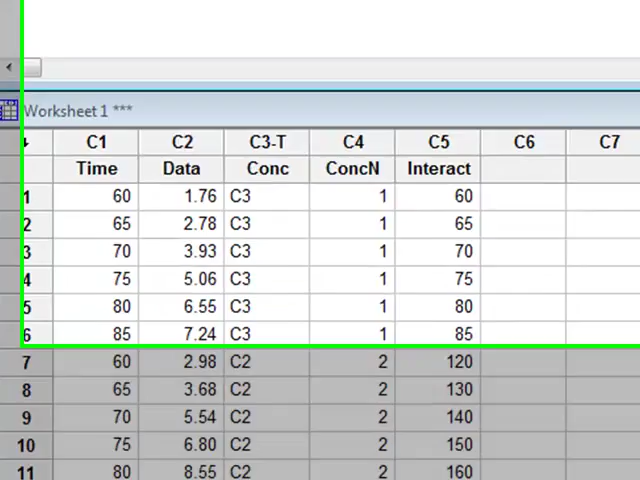 Worksheet 1 ***
C1 C2 C3-T C4 C5 C6 C7
Time Data Conc ConcN Interact
1 60 1.76 C3 1 60
2 65 2.78 C3 1 65
3 70 3.93 C3 1 70
4 75 5.06 C3 1 75
5 80 6.55 C3 1 80
6 85 7.24 C3 1 85
7 60 2.98 C2 2 120
8 65 3.68 C2 2 130
9 70 5.54 C2 2 140
10 75 6.80 C2 2 150
11 80 8.55 C2 2 160